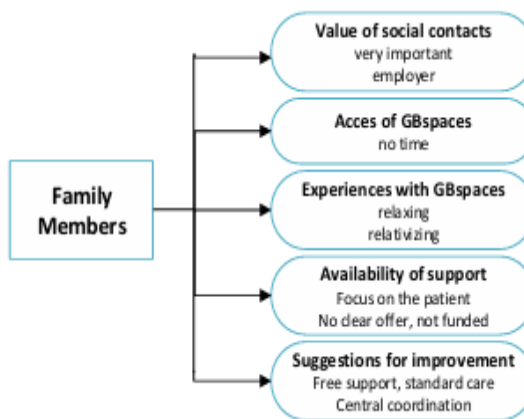 Value of social contacts
very important
employer
Acces of GBspaces
no time
Family
Members
Experiences with GBspaces
relaxing
relativizing
Availability of support
Focus on the patient
No clear offer, not funded
Suggestions for improvement
Free support, standard care
Central coordination